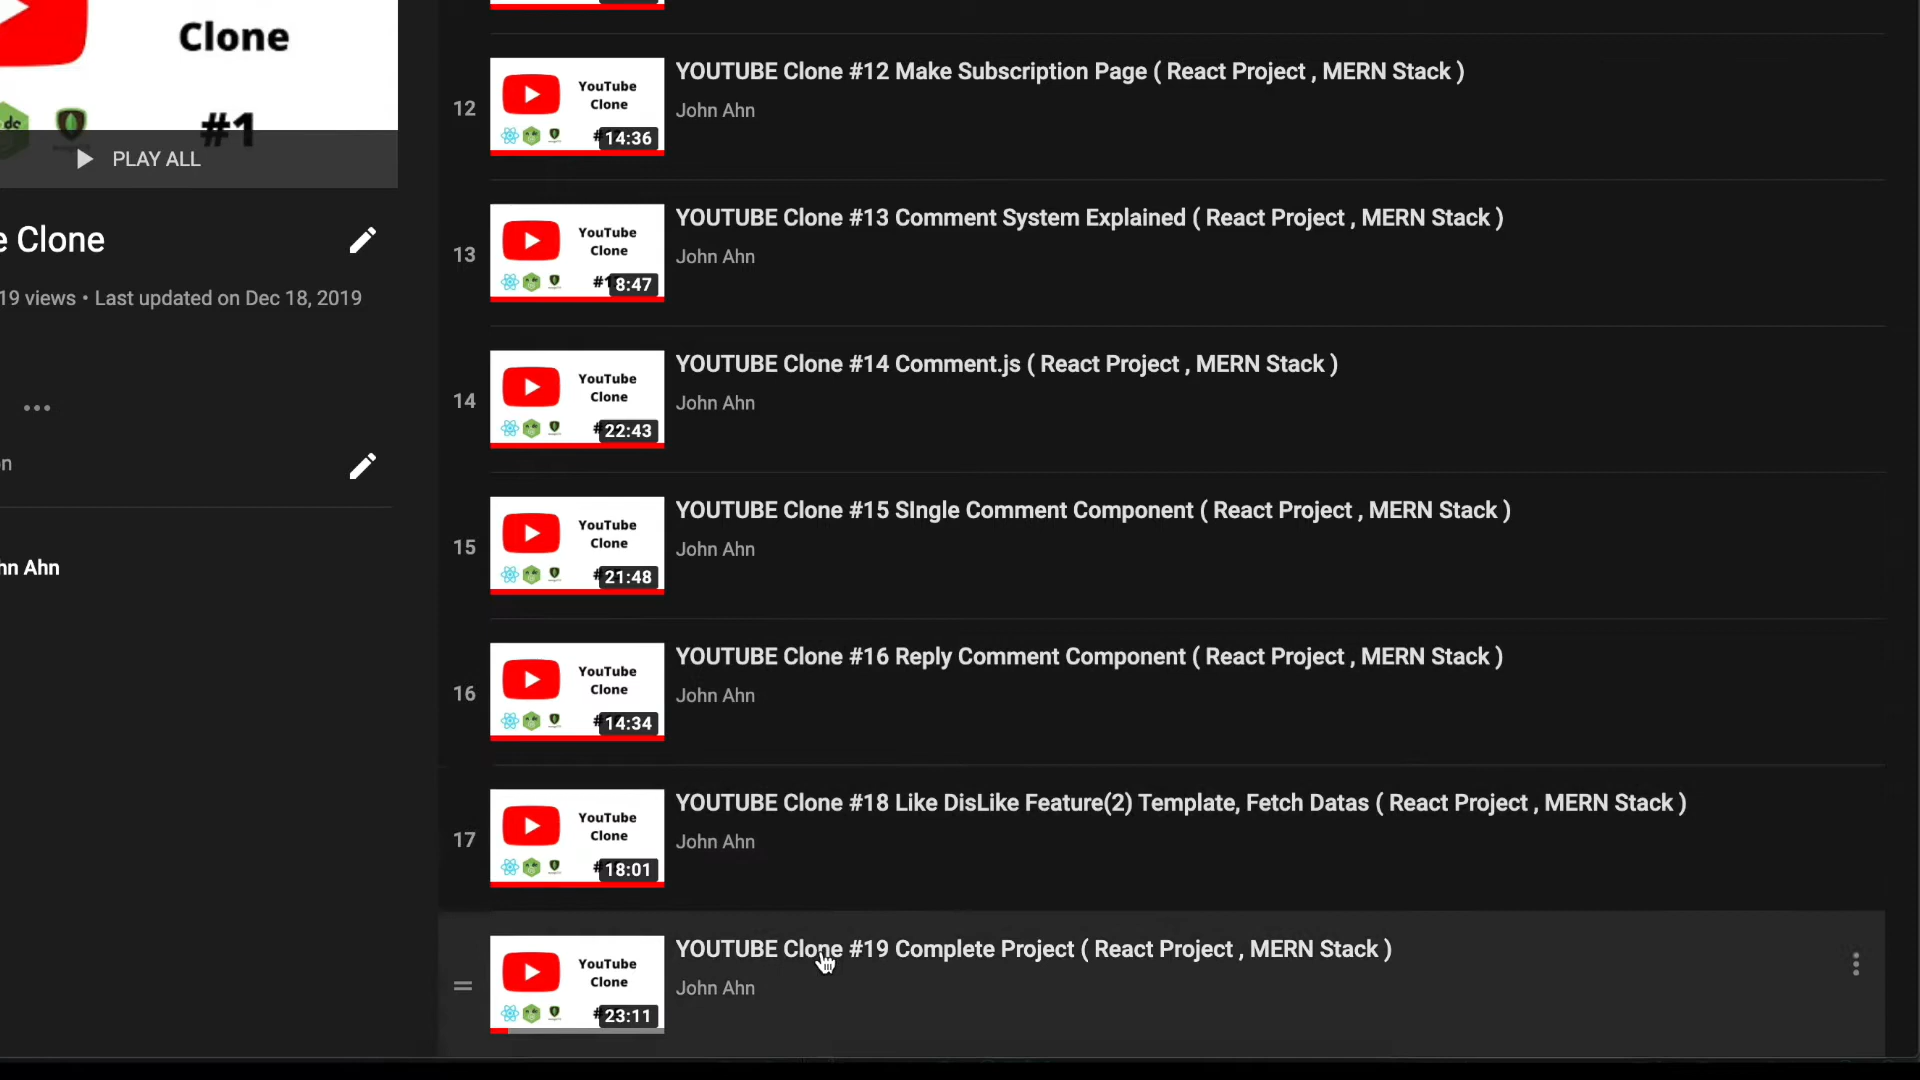 Clone
#1
PLAY ALL
e Clone
19 views • Last updated on Dec 18, 2019
n
hn Ahn
12
YouTube
Clone
14:36
YOUTUBE Clone #12 Make Subscription Page ( React Project , MERN Stack )
John Ahn
13
YouTube
Clone
#1
8:47
YOUTUBE Clone #13 Comment System Explained ( React Project , MERN Stack )
John Ahn
14
YouTube
Clone
#
22:43
YOUTUBE Clone #14 Comment.js ( React Project , MERN Stack )
John Ahn
15
YouTube
Clone
#
21:48
YOUTUBE Clone #15 SIngle Comment Component ( React Project , MERN Stack )
John Ahn
16
YouTube
Clone
#
14:34
YOUTUBE Clone #16 Reply Comment Component ( React Project , MERN Stack )
John Ahn
17
YouTube
Clone
#
18:01
YOUTUBE Clone #18 Like DisLike Feature(2) Template, Fetch Datas ( React Project , MERN Stack )
John Ahn
YouTube
Clone
#
23:11
YOUTUBE Clone #19 Complete Project ( React Project , MERN Stack )
John Ahn